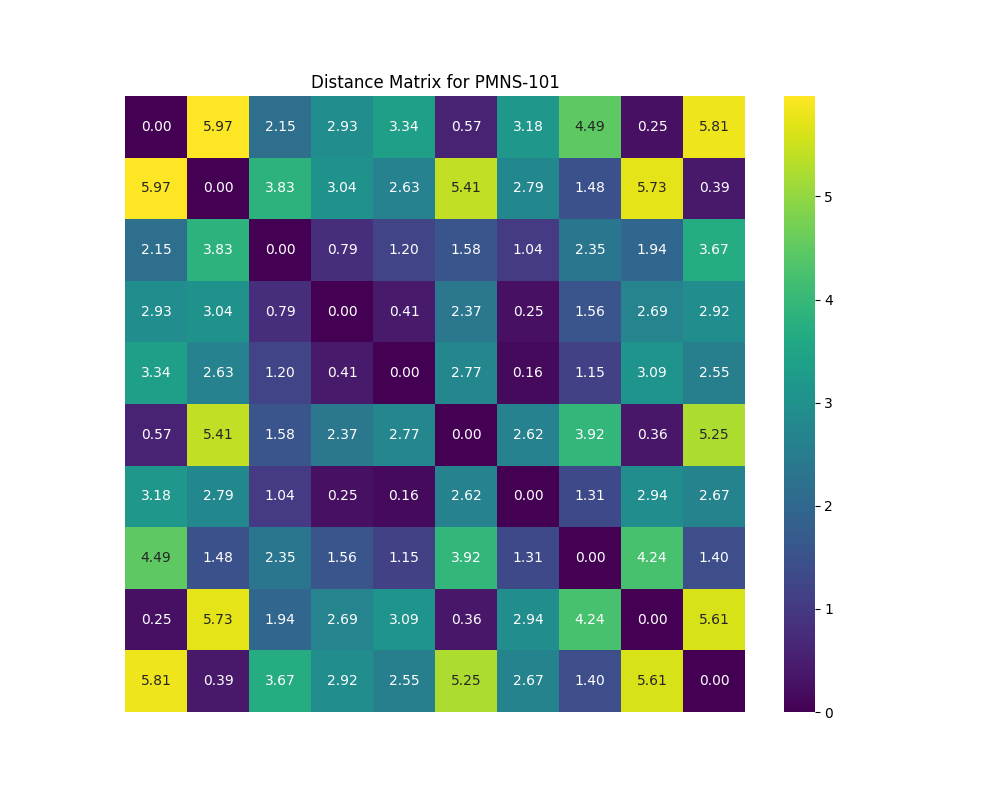 Distance Matrix for PMNS-101
0.00 5.97 2.15 2.93 3.34 0.57 3.18 4.49 0.25 5.81
5.97 0.00 3.83 3.04 2.63 5.41 2.79 1.48 5.73 0.39
2.15 3.83 0.00 0.79 1.20 1.58 1.04 2.35 1.94 3.67
2.93 3.04 0.79 0.00 0.41 2.37 0.25 1.56 2.69 2.92
3.34 2.63 1.20 0.41 0.00 2.77 0.16 1.15 3.09 2.55
0.57 5.41 1.58 2.37 2.77 0.00 2.62 3.92 0.36 5.25
3.18 2.79 1.04 0.25 0.16 2.62 0.00 1.31 2.94 2.67
4.49 1.48 2.35 1.56 1.15 3.92 1.31 0.00 4.24 1.40
0.25 5.73 1.94 2.69 3.09 0.36 2.94 4.24 0.00 5.61
5.81 0.39 3.67 2.92 2.55 5.25 2.67 1.40 5.61 0.00
5
4
3
2
1
0